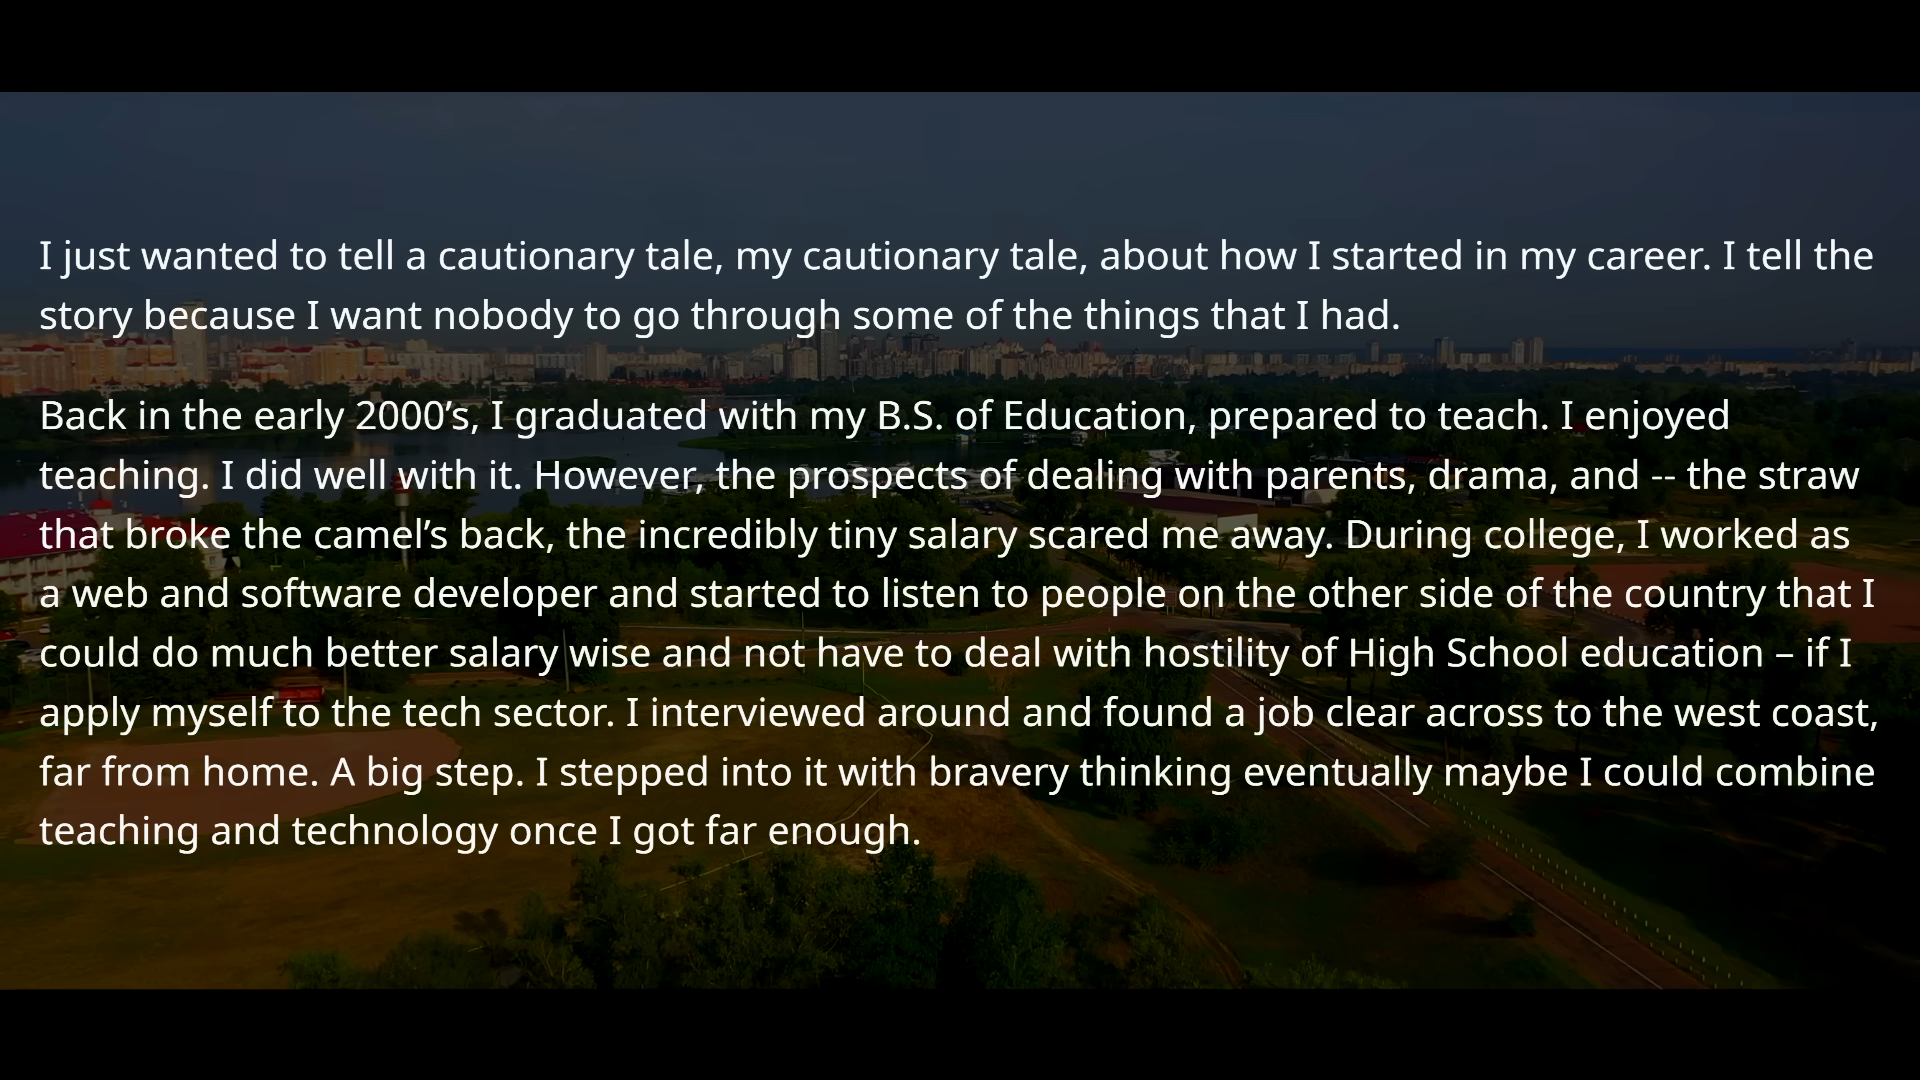 I just wanted to tell a cautionary tale, my cautionary tale, about how I started in my career. I tell the
story because I want nobody to go through some of the things that I had.
Back in the early 2000’s, I graduated with my B.S. of Education, prepared to teach. I enjoyed
teaching. I did well with it. However, the prospects of dealing with parents, drama, and -- the straw
that broke the camel’s back, the incredibly tiny salary scared me away. During college, I worked as
a web and software developer and started to listen to people on the other side of the country that I
could do much better salary wise and not have to deal with hostility of High School education – if I
apply myself to the tech sector. I interviewed around and found a job clear across to the west coast,
far from home. A big step. I stepped into it with bravery thinking eventually maybe I could combine
teaching and technology once I got far enough.